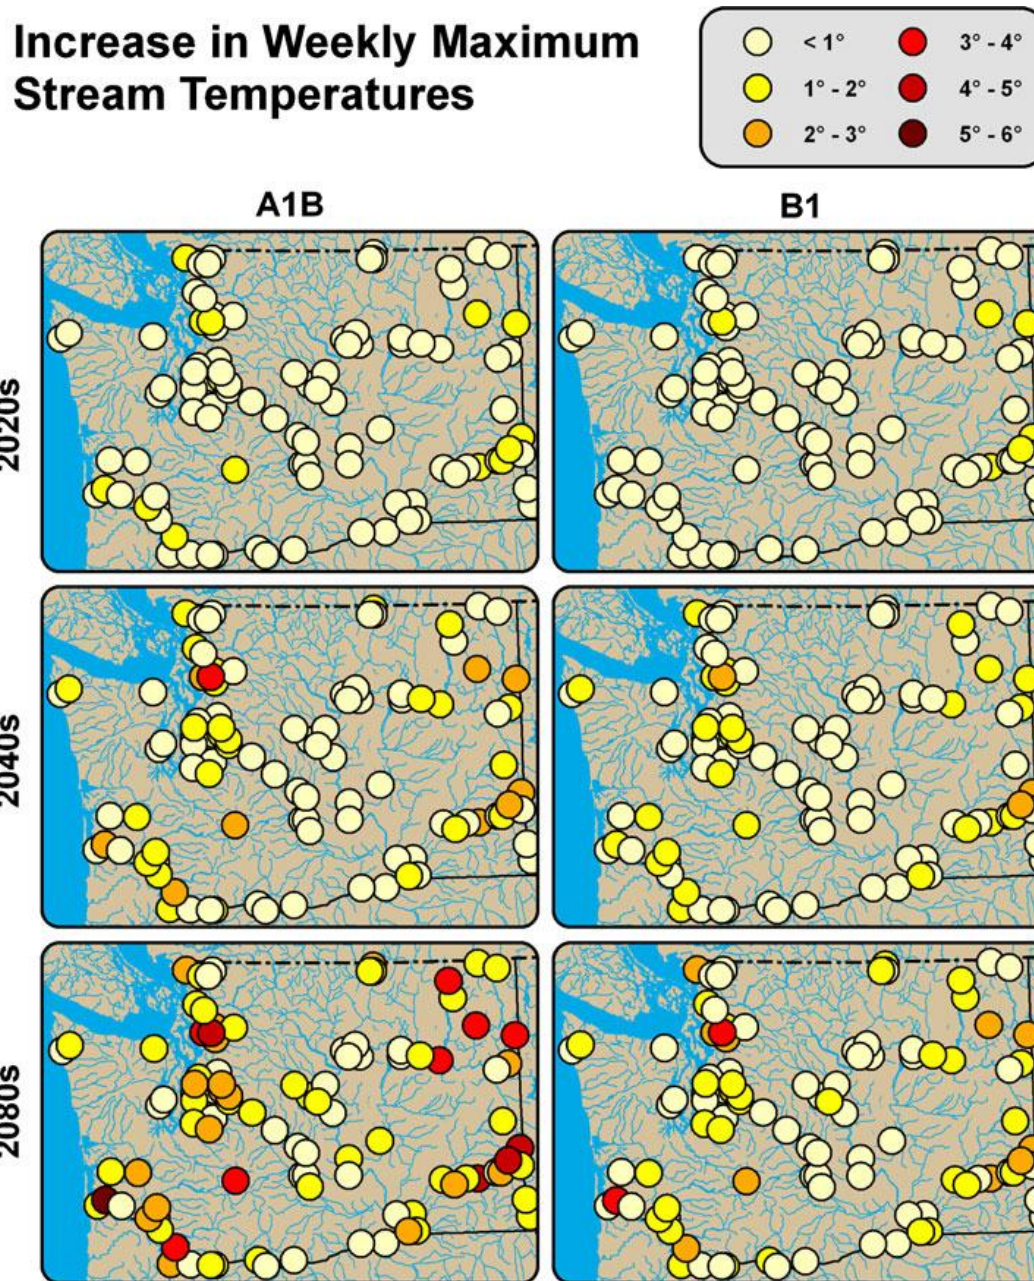 Increase in Weekly Maximum
Stream Temperatures
< 1°
3° - 4°
1° - 2°
4° - 5°
2° - 3°
5° - 6°
A1B
B1
2020s
2040s
2080s